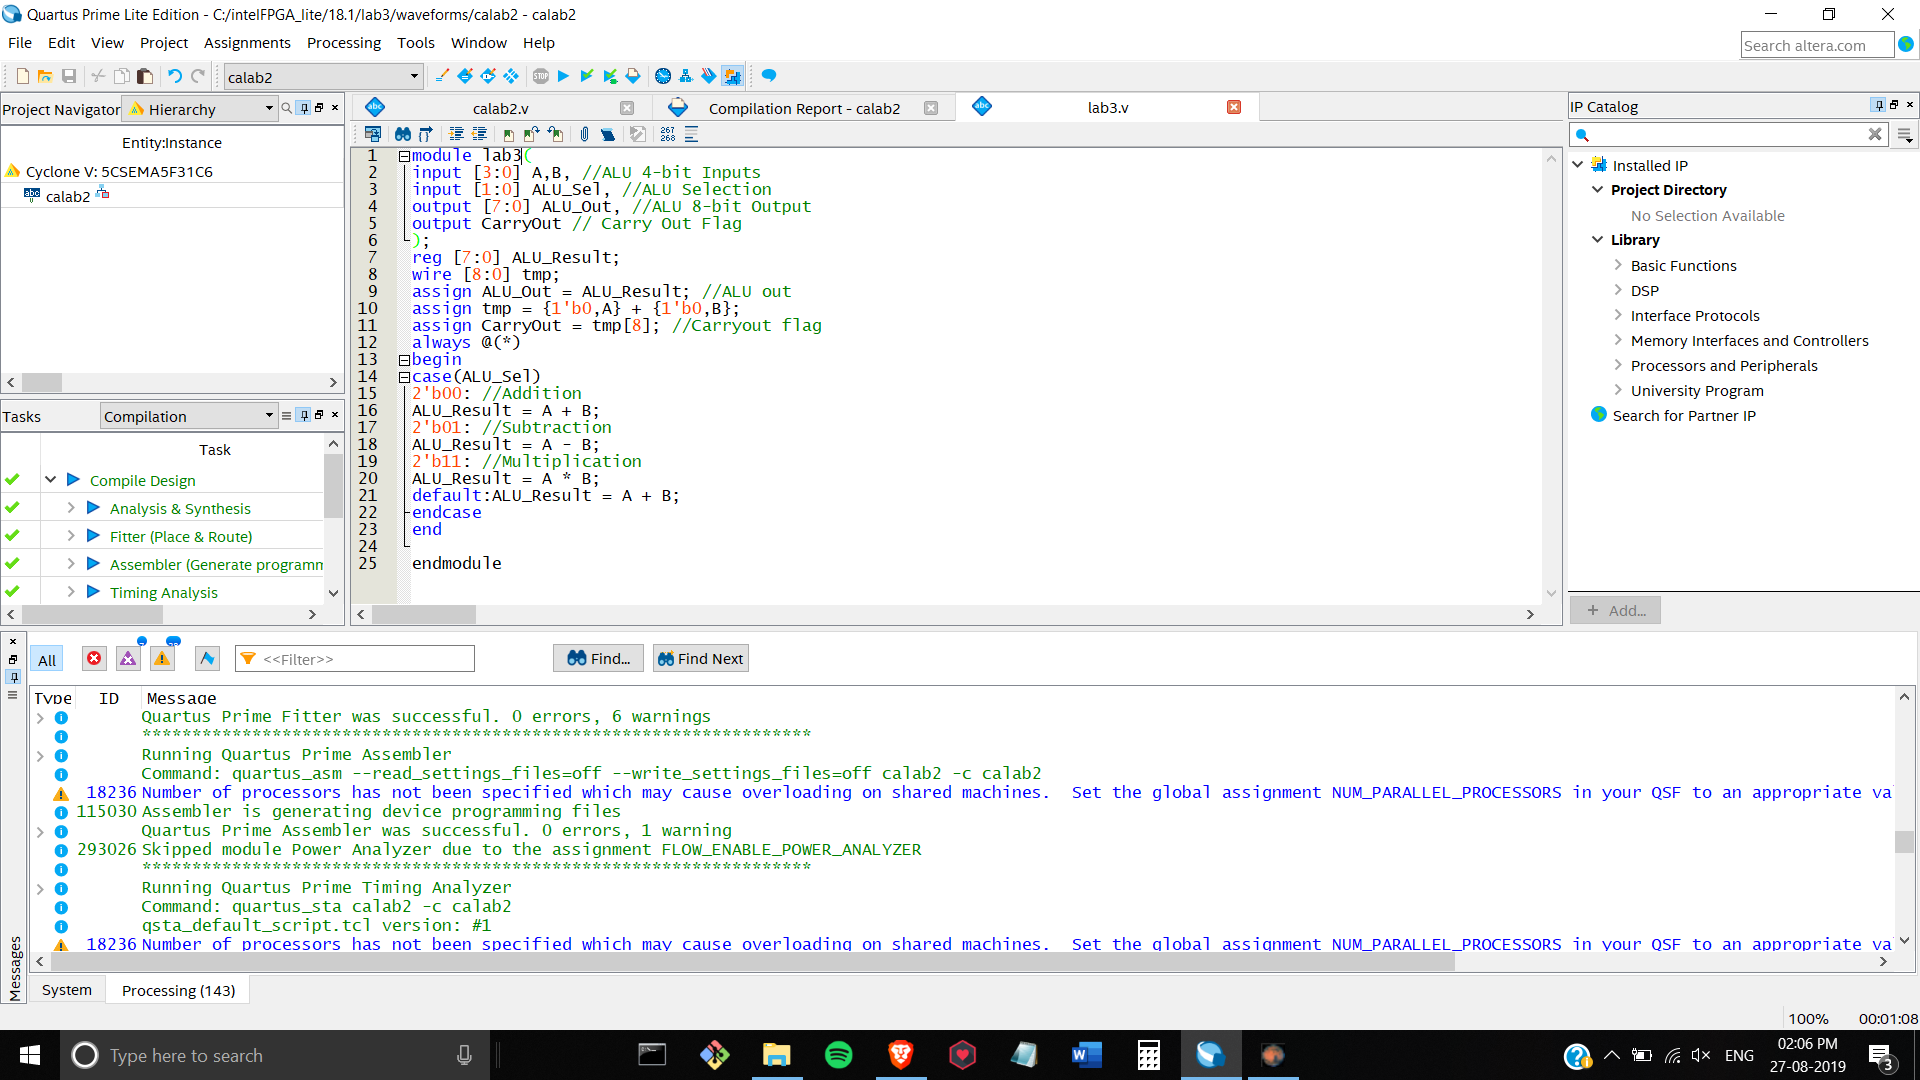 Quartus Prime Lite Edition - C:/intelFPGA_lite/18.1/lab3/waveforms/calab2 - calab2
File Edit View Project Assignments Processing Tools Window Help
Search altera.com
calab2
Project Navigator Hierarchy
Entity:Instance
Cyclone V: 5CSEMA5F31C6
calab2
Tasks Compilation
Task
Compile Design
Analysis & Synthesis
Fitter (Place & Route)
Assembler (Generate programm
Timing Analysis
calab2.v Compilation Report - calab2 lab3.v
267
268
1 module lab3(
2 input [3:0] A,B, //ALU 4-bit Inputs
3 input [1:0] ALU_Sel, //ALU Selection
4 output [7:0] ALU_Out, //ALU 8-bit Output
5 output CarryOut // Carry Out Flag
6 );
7 reg [7:0] ALU_Result;
8 wire [8:0] tmp;
9 assign ALU_Out = ALU_Result; //ALU out
10 assign tmp = {1'b0,A} + {1'b0,B};
11 assign CarryOut = tmp[8]; //Carryout flag
12 always @(*)
13 begin
14 case(ALU_Sel)
15 2'b00: //Addition
16 ALU_Result = A + B;
17 2'b01: //Subtraction
18 ALU_Result = A - B;
19 2'b11: //Multiplication
20 ALU_Result = A * B;
21 default:ALU_Result = A + B;
22 endcase
23 end
24
25 endmodule
IP Catalog
Installed IP
Project Directory
No Selection Available
Library
Basic Functions
DSP
Interface Protocols
Memory Interfaces and Controllers
Processors and Peripherals
University Program
Search for Partner IP
+ Add...
All <<Filter>> Find... Find Next
Type ID Message
Quartus Prime Fitter was successful. 0 errors, 6 warnings
*******************************************************************
Running Quartus Prime Assembler
Command: quartus_asm --read_settings_files=off --write_settings_files=off calab2 -c calab2
18236 Number of processors has not been specified which may cause overloading on shared machines.  Set the global assignment NUM_PARALLEL_PROCESSORS in your QSF to an appropriate va
115030 Assembler is generating device programming files
Quartus Prime Assembler was successful. 0 errors, 1 warning
293026 Skipped module Power Analyzer due to the assignment FLOW_ENABLE_POWER_ANALYZER
*******************************************************************
Running Quartus Prime Timing Analyzer
Command: quartus_sta calab2 -c calab2
qsta_default_script.tcl version: #1
18236 Number of processors has not been specified which may cause overloading on shared machines.  Set the global assignment NUM_PARALLEL_PROCESSORS in your QSF to an appropriate va
Messages
System Processing (143)
100% 00:01:08
Type here to search
ENG
02:06 PM
27-08-2019
3